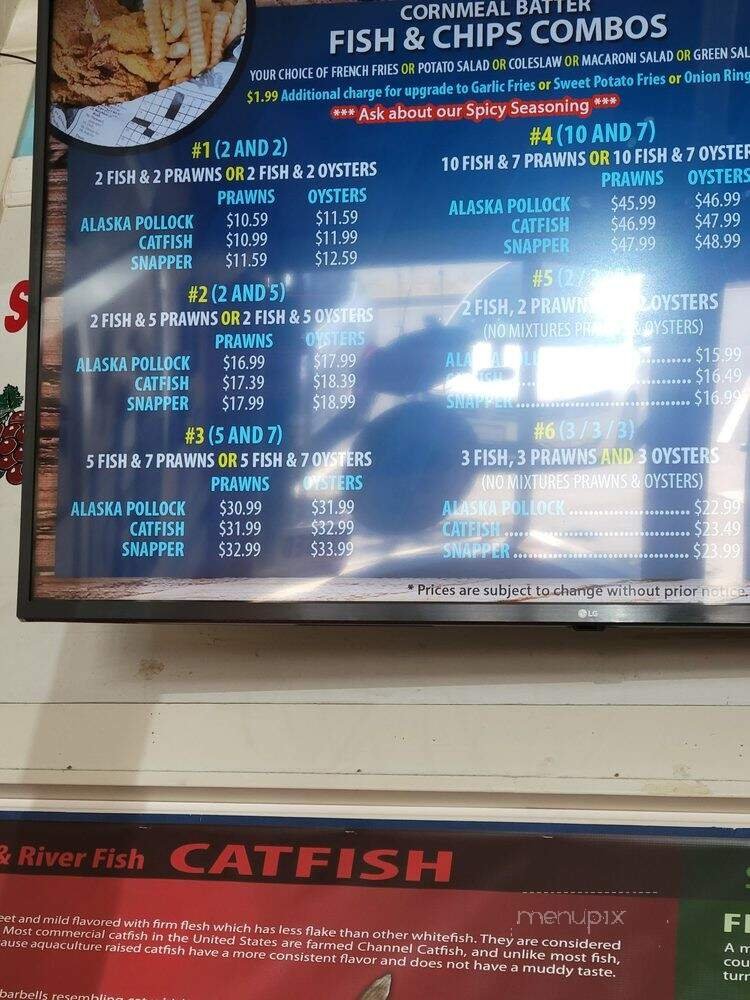 CORNMEAL BATTER
FISH & CHIPS COMBOS
YOUR CHOICE OF FRENCH FRIES OR POTATO SALAD OR COLESLAW OR MACARONI SALAD OR GREEN SAL
$1.99 Additional charge for upgrade to Garlic Fries or Sweet Potato Fries or Onion Ring
*** Ask about our Spicy Seasoning ***
#1 (2 AND 2)
2 FISH & 2 PRAWNS OR 2 FISH & 2 OYSTERS
PRAWNS OYSTERS
ALASKA POLLOCK $10.59 $11.59
CATFISH $10.99 $11.99
SNAPPER $11.59 $12.59
#2 (2 AND 5)
2 FISH & 5 PRAWNS OR 2 FISH & 5 OYSTERS
PRAWNS OYSTERS
ALASKA POLLOCK $16.99 $17.99
CATFISH $17.39 $18.39
SNAPPER $17.99 $18.99
#3 (5 AND 7)
5 FISH & 7 PRAWNS OR 5 FISH & 7 OYSTERS
PRAWNS OYSTERS
ALASKA POLLOCK $30.99 $31.99
CATFISH $31.99 $32.99
SNAPPER $32.99 $33.99
#4 (10 AND 7)
10 FISH & 7 PRAWNS OR 10 FISH & 7 OYSTER
PRAWNS OYSTERS
ALASKA POLLOCK $45.99 $46.99
CATFISH $46.99 $47.99
SNAPPER $47.99 $48.99
#5 (2/
2 FISH, 2 PRAWN OYSTERS
(NO MIXTURES & OYSTERS)
$15.99
$16.49
SNAPPER $16.99
#6 (3/3/3)
3 FISH, 3 PRAWNS AND 3 OYSTERS
(NO MIXTURES PRAWNS & OYSTERS)
ALASKA POLLOCK ................ $22.99
CATFISH ................ $23.49
SNAPPER ................ $23.99
* Prices are subject to change without prior notice.
LG
S
& River Fish CATFISH
eet and mild flavored with firm flesh which has less flake than other whitefish. They are considered
Most commercial catfish in the United States are farmed Channel Catfish, and unlike most fish,
ause aquaculture raised catfish have a more consistent flavor and does not have a muddy taste.
barbells resembling
menupix
FI
A m
cou
turn